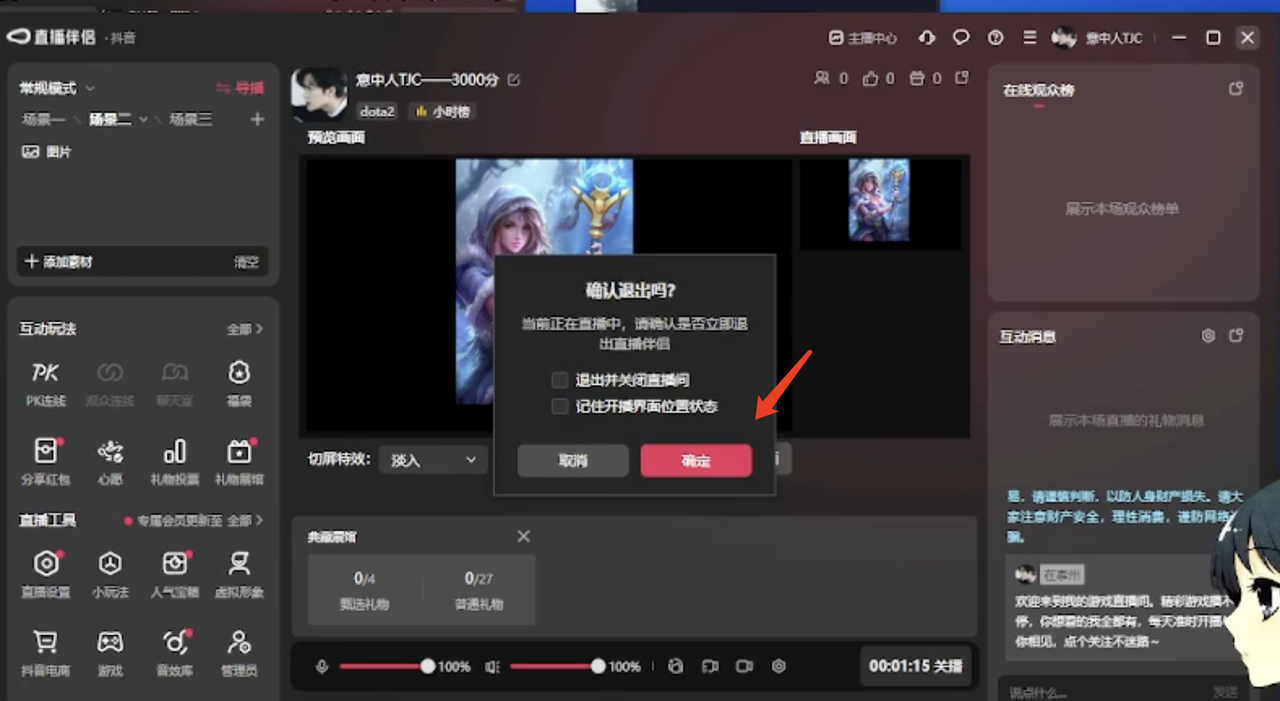 直播伴侣 · 抖音
主播中心
意中人TJC
常规模式
导播
场景一
场景二
场景三
图片
添加素材
清空
意中人TJC——3000分
dota2
小时榜
0
0
0
预览画面
直播画面
在线观众榜
展示本场观众榜单
确认退出吗?
当前正在直播中，请确认是否立即退
出直播伴侣
退出并关闭直播间
记住开播界面位置状态
取消
确定
切屏特效：
淡入
互动玩法
全部
PK
PK连线
观众连线
聊天室
福袋
分享红包
心愿
礼物投票
礼物展馆
直播工具
专属会员更新至
全部
直播设置
小玩法
人气宝箱
虚拟形象
抖音电商
游戏
音效库
管理员
典藏展馆
0/4
甄选礼物
0/27
普通礼物
100%
100%
00:01:15 关播
互动消息
展示本场直播的礼物消息
易，请谨慎判断，以防人身财产损失。请大
家注意财产安全，理性消费，谨防网络
骗。
在泰州
欢迎来到我的游戏直播间。精彩游戏播不
停，你想看的我全都有，每天准时开播
你相见，点个关注不迷路~
说点什么...
发送